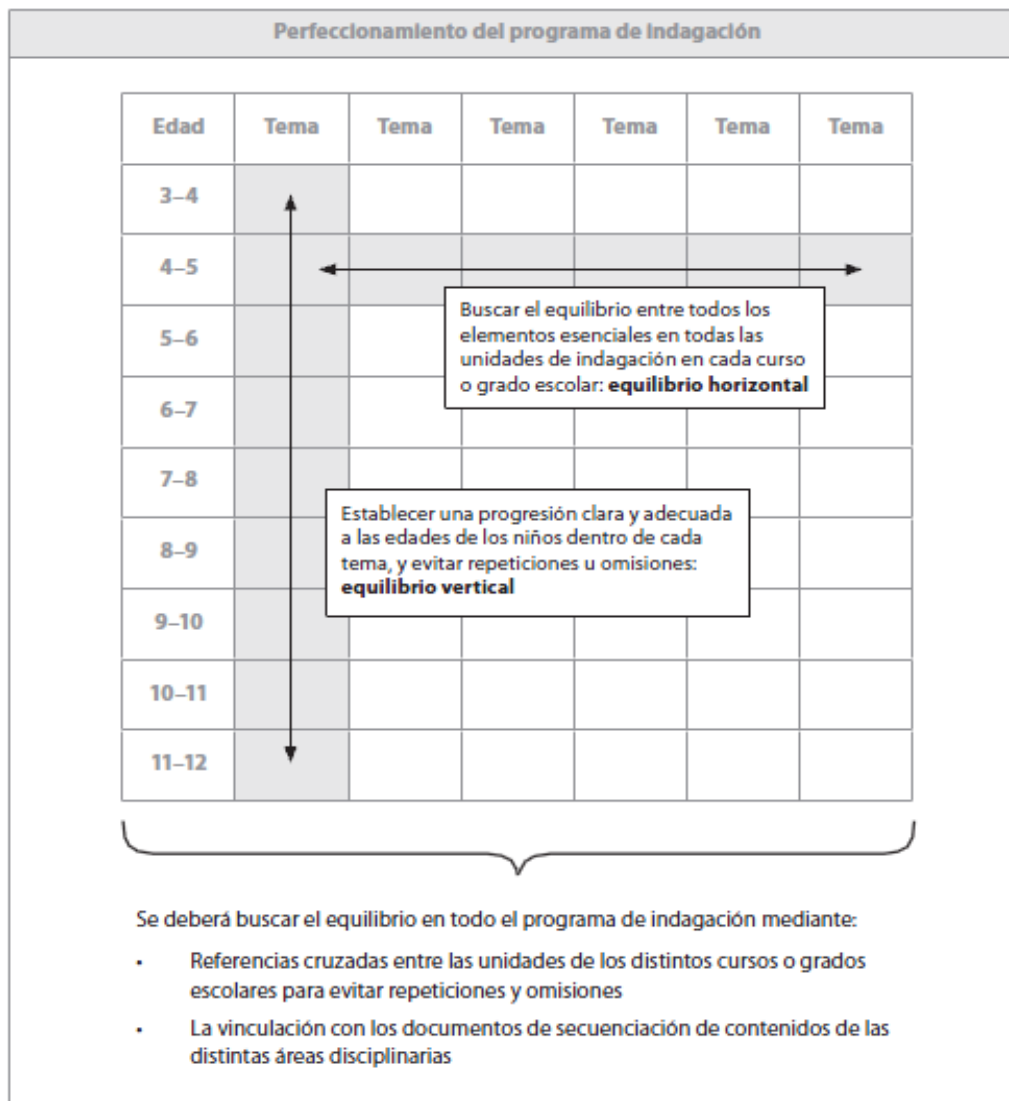 Perfeccionamiento del programa de indagación
Edad Tema Tema Tema Tema Tema Tema
3–4
4–5
Buscar el equilibrio entre todos los
elementos esenciales en todas las
unidades de indagación en cada curso
o grado escolar: equilibrio horizontal
5–6
6–7
7–8
Establecer una progresión clara y adecuada
a las edades de los niños dentro de cada
tema, y evitar repeticiones u omisiones:
equilibrio vertical
8–9
9–10
10–11
11–12
Se deberá buscar el equilibrio en todo el programa de indagación mediante:
• Referencias cruzadas entre las unidades de los distintos cursos o grados
escolares para evitar repeticiones y omisiones
• La vinculación con los documentos de secuenciación de contenidos de las
distintas áreas disciplinarias